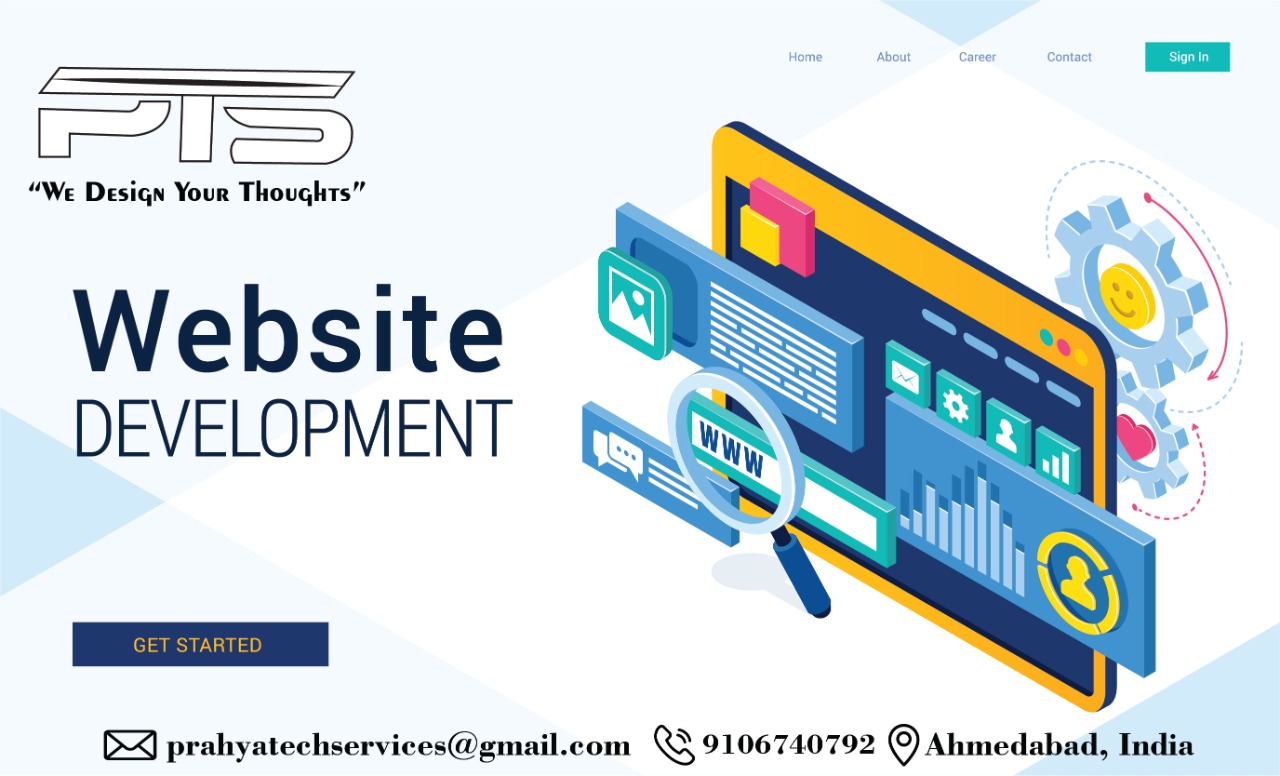 Home About Career Contact Sign In
PTS
“We Design Your Thoughts”
Website
DEVELOPMENT
WWW
GET STARTED
prahyatechservices@gmail.com 9106740792 Ahmedabad, India